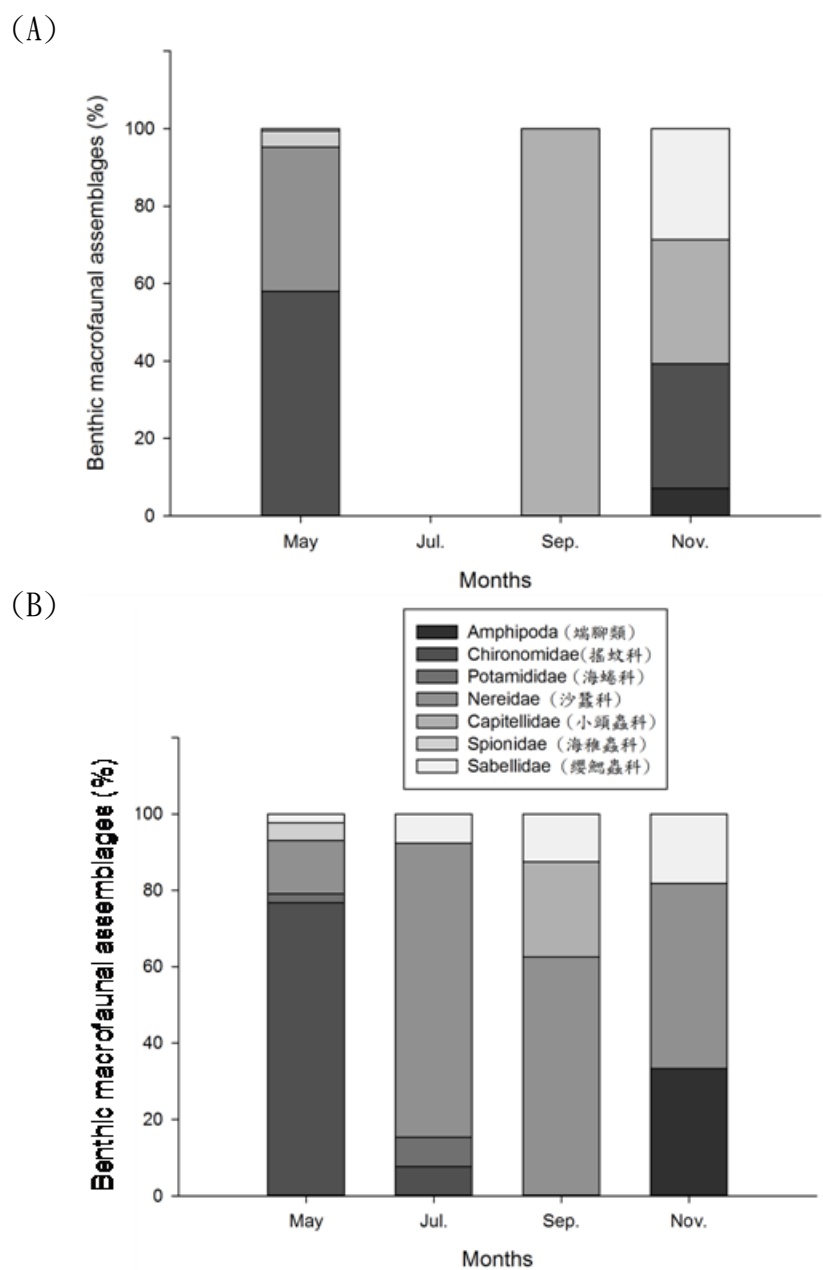 (A)
Benthic macrofaunal assemblages (%)
100
80
60
40
20
0
May Jul. Sep. Nov.
Months
(B)
Amphipoda (端腳類)
Chironomidae(搖蚊科)
Potamididae (海蜷科)
Nereidae (沙蠶科)
Capitellidae (小頭蟲科)
Spionidae (海稚蟲科)
Sabellidae (纓鰓蟲科)
Benthic macrofaunal assemblages (%)
100
80
60
40
20
0
May Jul. Sep. Nov.
Months